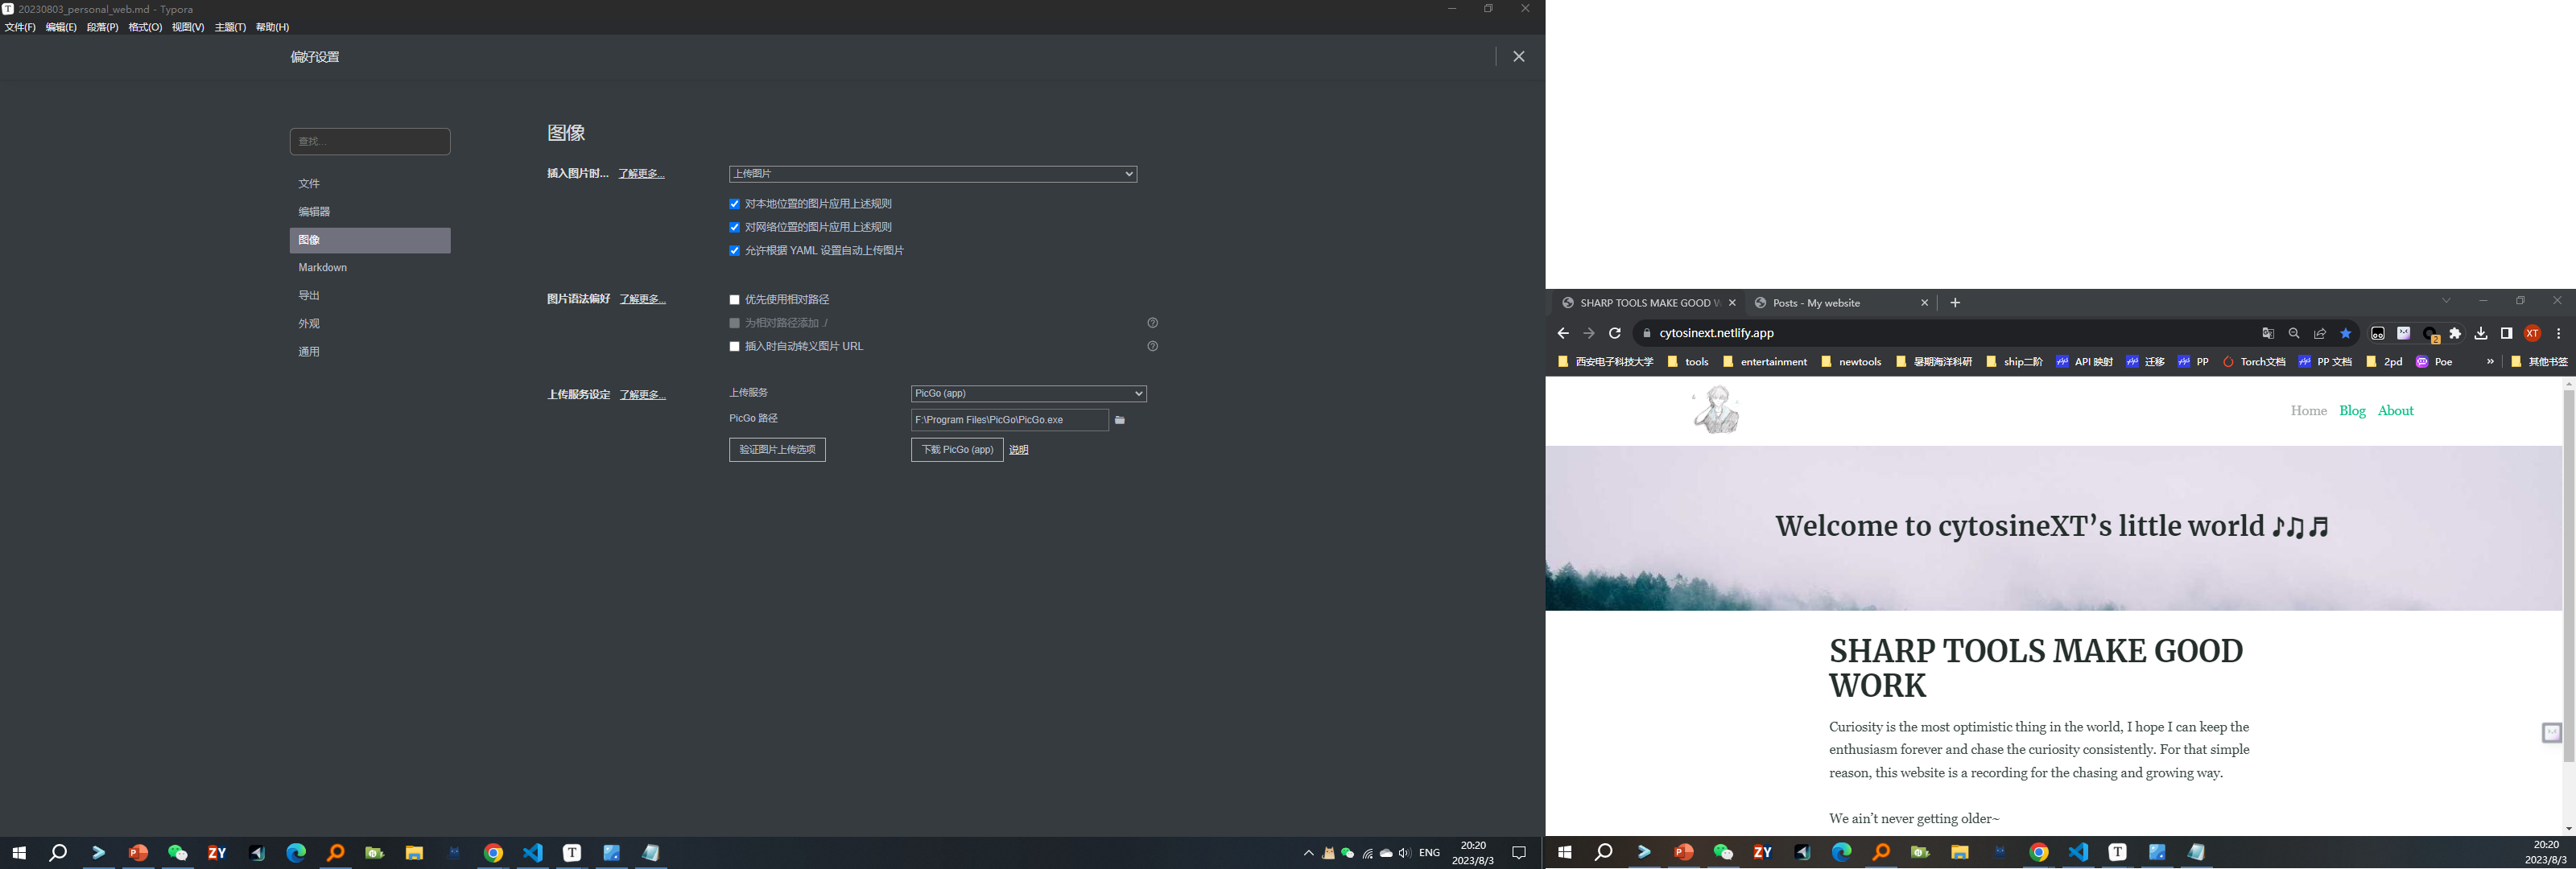 20230803_personal_web.md - Typora
文件(F) 编辑(E) 段落(P) 格式(O) 视图(V) 主题(T) 帮助(H)
偏好设置
查找...
文件
编辑器
图像
Markdown
导出
外观
通用
图像
插入图片时... 了解更多...
上传图片
对本地位置的图片应用上述规则
对网络位置的图片应用上述规则
允许根据 YAML 设置自动上传图片
图片语法偏好 了解更多...
优先使用相对路径
为相对路径添加 ./
插入时自动转义图片 URL
上传服务设定 了解更多...
上传服务 PicGo (app)
PicGo 路径 F:\Program Files\PicGo\PicGo.exe
验证图片上传选项 下载 PicGo (app) 说明
ZY
ENG
20:20
2023/8/3
SHARP TOOLS MAKE GOOD W
Posts - My website
cytosinext.netlify.app
2
XT
西安电子科技大学 tools entertainment newtools 暑期海洋科研 ship二阶 API 映射 迁移 PP Torch文档 PP 文档 2pd Poe » 其他书签
Home Blog About
Welcome to cytosineXT’s little world ♪♫♬
SHARP TOOLS MAKE GOOD
WORK
Curiosity is the most optimistic thing in the world, I hope I can keep the
enthusiasm forever and chase the curiosity consistently. For that simple
reason, this website is a recording for the chasing and growing way.
We ain’t never getting older~
ZY
20:20
2023/8/3